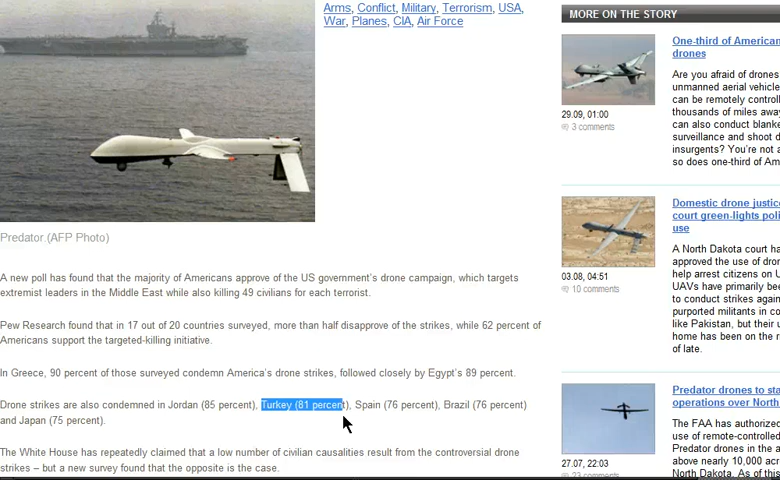 Arms, Conflict, Military, Terrorism, USA,
War, Planes, CIA, Air Force
Predator.(AFP Photo)
A new poll has found that the majority of Americans approve of the US government's drone campaign, which targets
extremist leaders in the Middle East while also killing 49 civilians for each terrorist.
Pew Research found that in 17 out of 20 countries surveyed, more than half disapprove of the strikes, while 62 percent of
Americans support the targeted-killing initiative.
In Greece, 90 percent of those surveyed condemn America's drone strikes, followed closely by Egypt's 89 percent.
Drone strikes are also condemned in Jordan (85 percent), Turkey (81 percent), Spain (76 percent), Brazil (76 percent)
and Japan (75 percent).
The White House has repeatedly claimed that a low number of civilian causalities result from the controversial drone
strikes – but a new survey found that the opposite is the case.
MORE ON THE STORY
One-third of American
drones
Are you afraid of drones
unmanned aerial vehicle
can be remotely controll
thousands of miles away
can also conduct blanke
surveillance and shoot d
insurgents? You're not a
so does one-third of Am
29.09, 01:00
3 comments
Domestic drone justice
court green-lights poli
use
A North Dakota court ha
approved the use of dron
help arrest citizens on U
UAVs have primarily bee
to conduct strikes again
purported militants in co
like Pakistan, but their u
home has been on the ri
of late.
03.08, 04:51
10 comments
Predator drones to sta
operations over North
The FAA has authorized
use of remote-controlled
Predator drones in the a
above nearly 10,000 acr
North Dakota. As of this
27.07, 22:03
23 comments